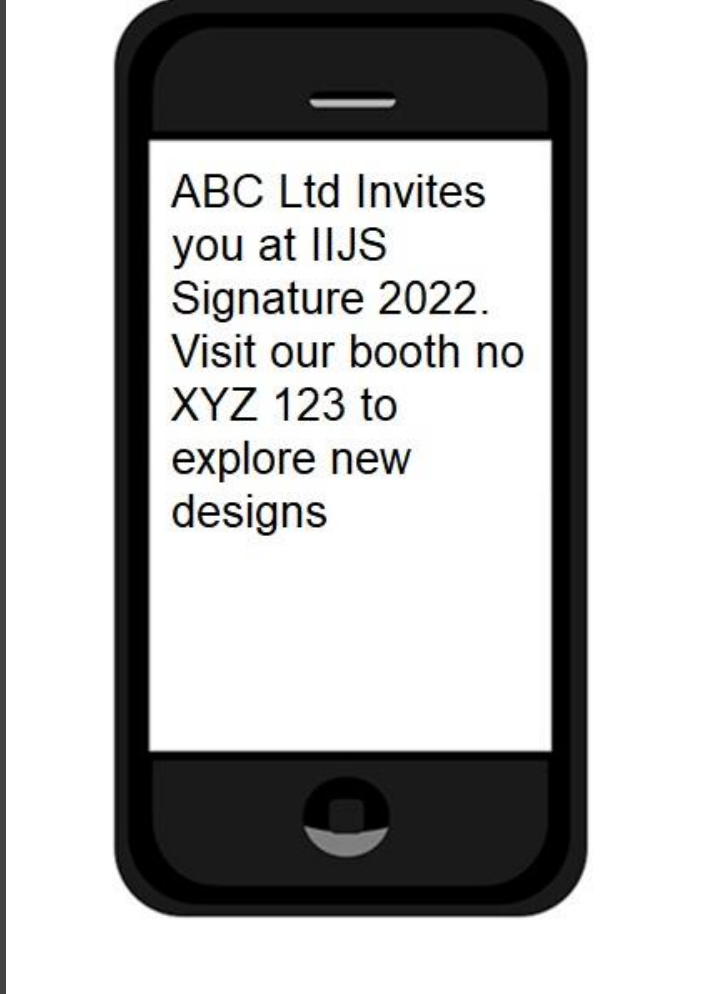 ABC Ltd Invites
you at IIJS
Signature 2022.
Visit our booth no
XYZ 123 to
explore new
designs